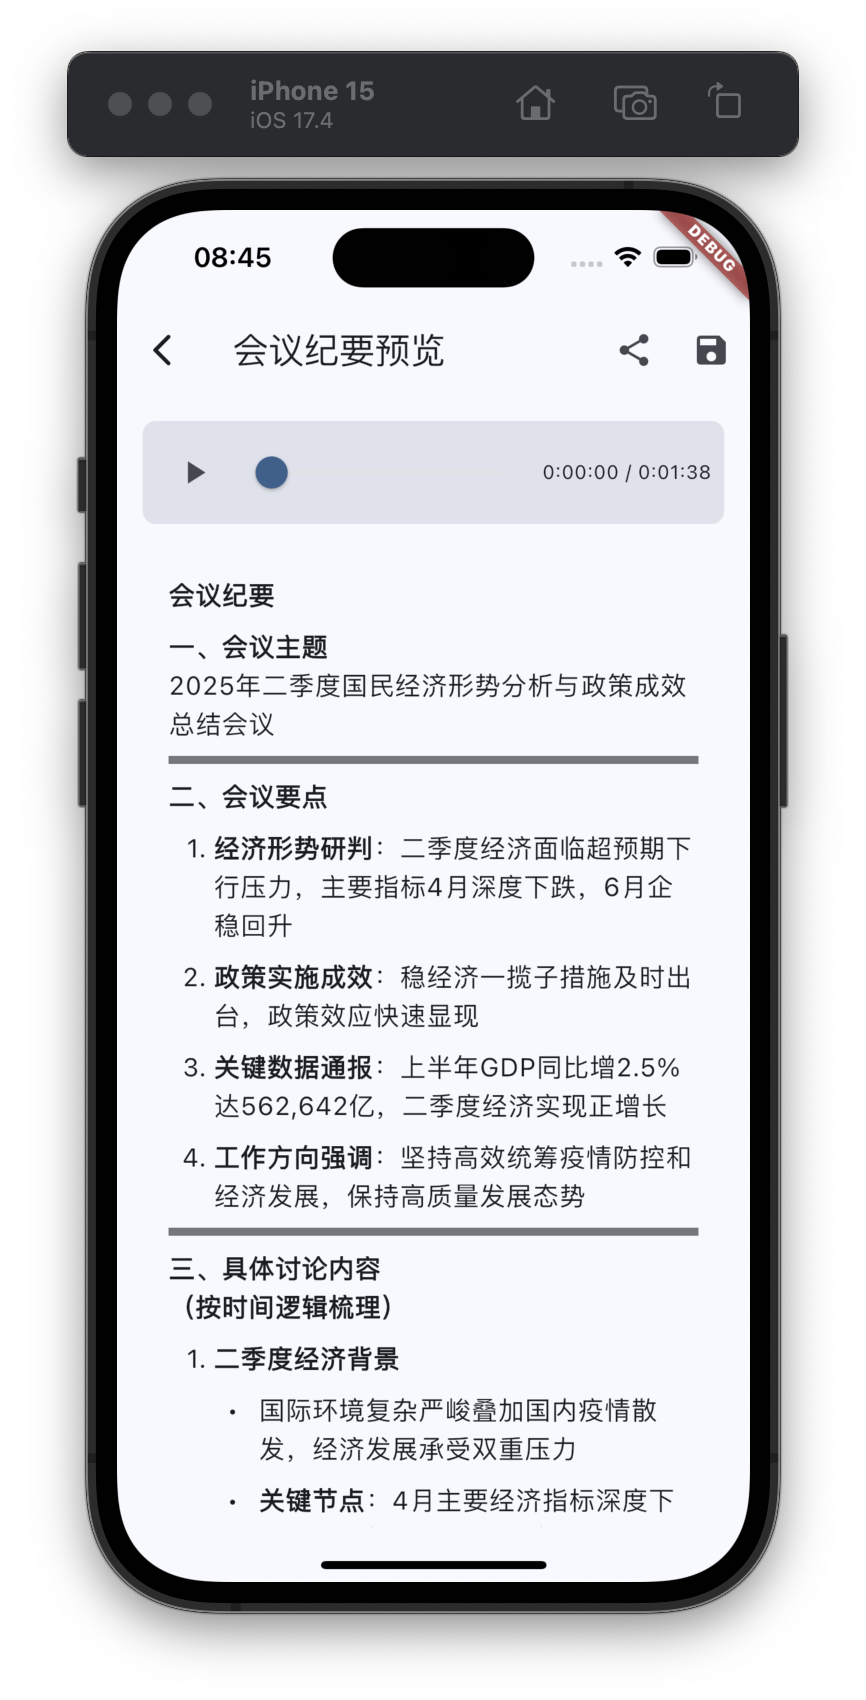 iPhone 15
iOS 17.4
08:45
DEBUG
会议纪要预览
0:00:00 / 0:01:38
会议纪要
一、会议主题
2025年二季度国民经济形势分析与政策成效
总结会议
二、会议要点
1. 经济形势研判：二季度经济面临超预期下
行压力，主要指标4月深度下跌，6月企
稳回升
2. 政策实施成效：稳经济一揽子措施及时出
台，政策效应快速显现
3. 关键数据通报：上半年GDP同比增2.5%
达562,642亿，二季度经济实现正增长
4. 工作方向强调：坚持高效统筹疫情防控和
经济发展，保持高质量发展态势
三、具体讨论内容
（按时间逻辑梳理）
1. 二季度经济背景
• 国际环境复杂严峻叠加国内疫情散
发，经济发展承受双重压力
• 关键节点：4月主要经济指标深度下